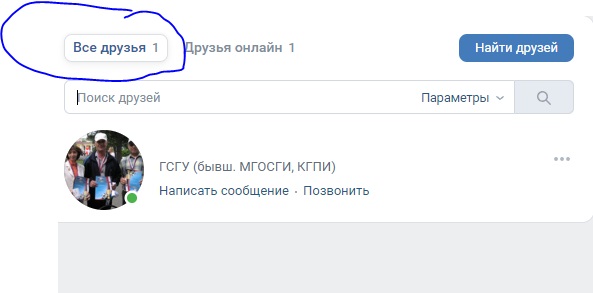 Все друзья 1 Друзья онлайн 1 Найти друзей
Поиск друзей Параметры
ГСГУ (бывш. МГОСГИ, КГПИ)
Написать сообщение · Позвонить